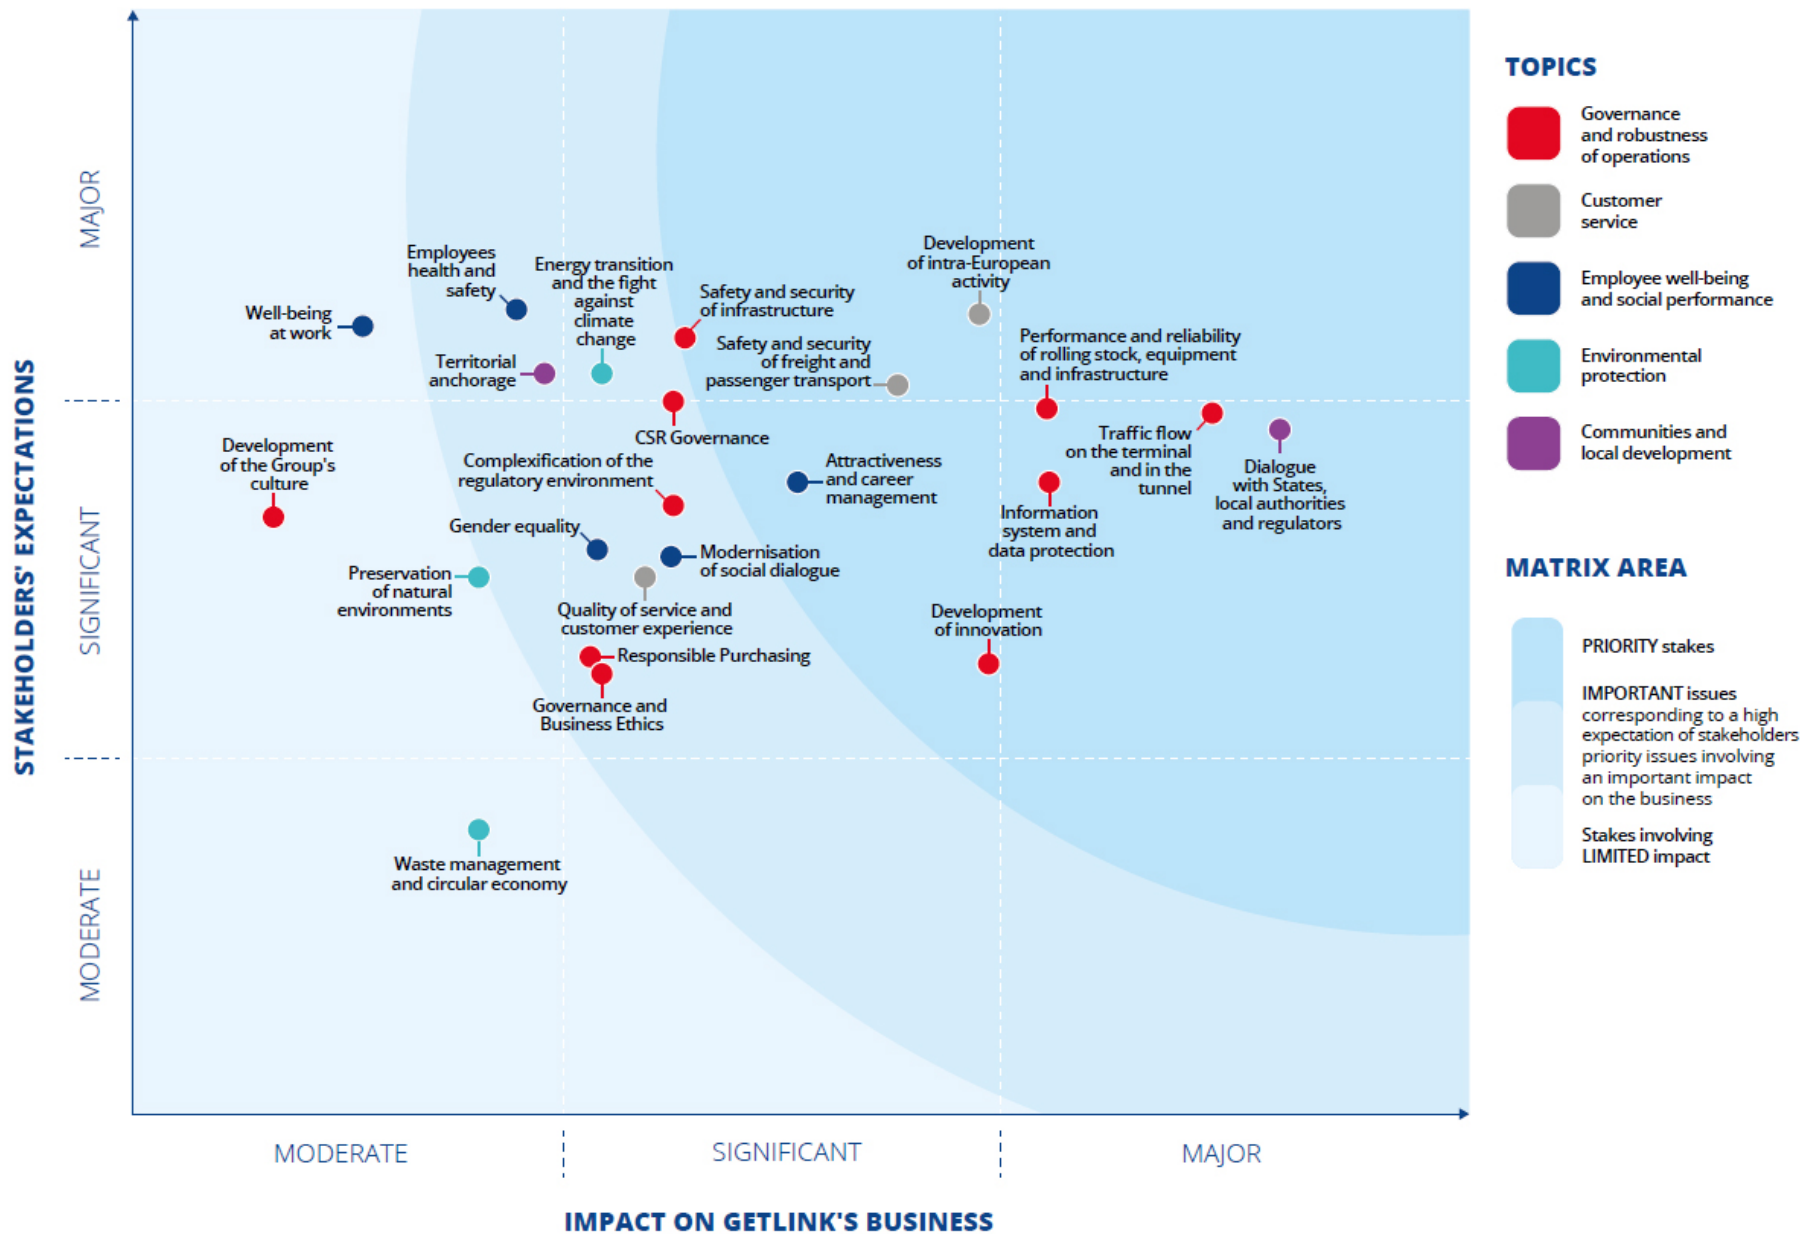 STAKEHOLDERS' EXPECTATIONS
MAJOR
SIGNIFICANT
MODERATE
Employees
health and
safety
Well-being
at work
Energy transition
and the fight
against
climate
change
Territorial
anchorage
Safety and security
of infrastructure
Safety and security
of freight and
passenger transport
Development
of intra-European
activity
Performance and reliability
of rolling stock, equipment
and infrastructure
CSR Governance
Traffic flow
on the terminal
and in the
tunnel
Dialogue
with States,
local authorities
and regulators
Development
of the Group's
culture
Complexification of the
regulatory environment
Attractiveness
and career
management
Information
system and
data protection
Gender equality
Modernisation
of social dialogue
Preservation
of natural
environments
Quality of service and
customer experience
Development
of innovation
Responsible Purchasing
Governance and
Business Ethics
Waste management
and circular economy
MODERATE
SIGNIFICANT
MAJOR
IMPACT ON GETLINK'S BUSINESS
TOPICS
Governance
and robustness
of operations
Customer
service
Employee well-being
and social performance
Environmental
protection
Communities and
local development
MATRIX AREA
PRIORITY stakes
IMPORTANT issues
corresponding to a high
expectation of stakeholders
priority issues involving
an important impact
on the business
Stakes involving
LIMITED impact